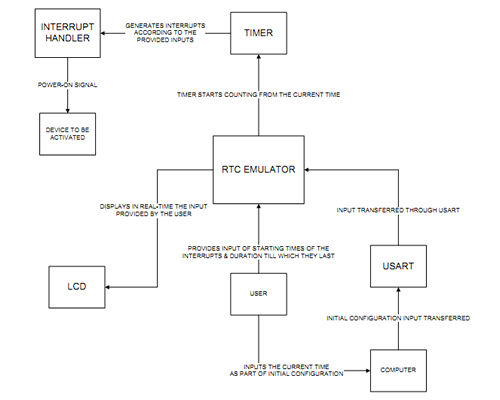 INTERRUPT
HANDLER
GENERATES INTERRUPTS
ACCORDING TO THE
PROVIDED INPUTS
TIMER
POWER-ON SIGNAL
TIMER STARTS COUNTING FROM THE CURRENT TIME
DEVICE TO BE
ACTIVATED
RTC EMULATOR
DISPLAYS IN REAL-TIME THE INPUT
PROVIDED BY THE USER
INPUT TRANSFERRED THROUGH USART
PROVIDES INPUT OF STARTING TIMES OF THE
INTERRUPTS & DURATION TILL WHICH THEY LAST
LCD
USER
USART
INITIAL CONFIGURATION INPUT TRANSFERRED
INPUTS THE CURRENT TIME
AS PART OF INITIAL CONFIGURATION
COMPUTER